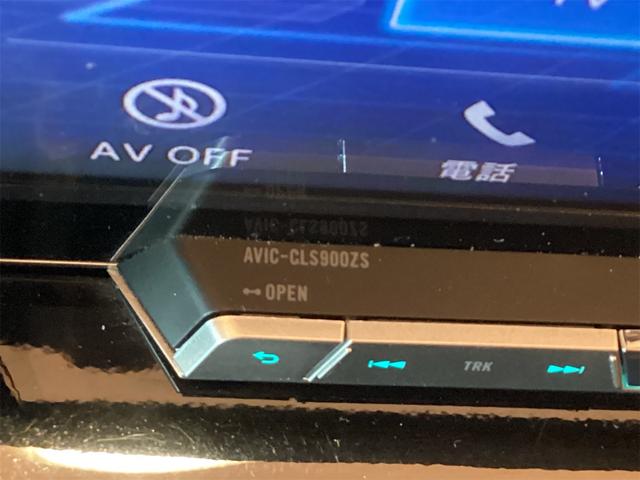 AV OFF
電話
AVIC-CLS900ZS
OPEN
TRK